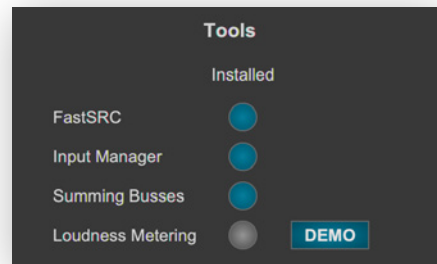 Tools
Installed
FastSRC
Input Manager
Summing Busses
Loudness Metering DEMO